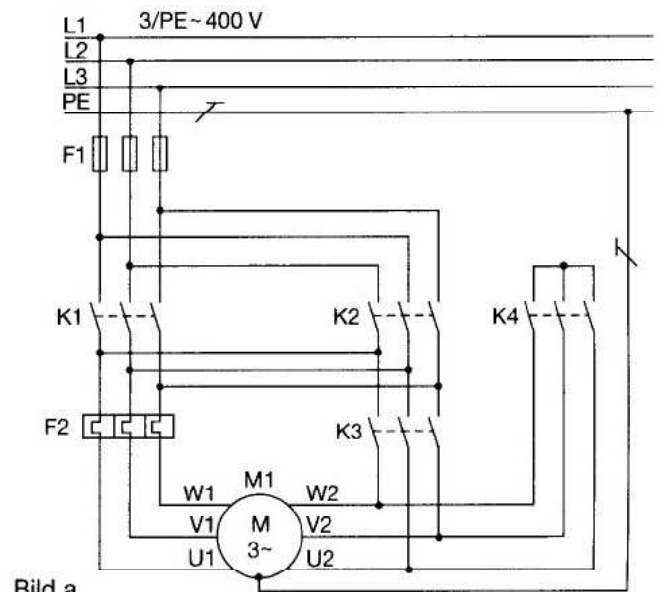 L1 3/PE~ 400 V
L2
L3
PE
F1
K1 K2 K4
F2 K3
M1
W1 W2
V1 M V2
3~
U1 U2
Bild a